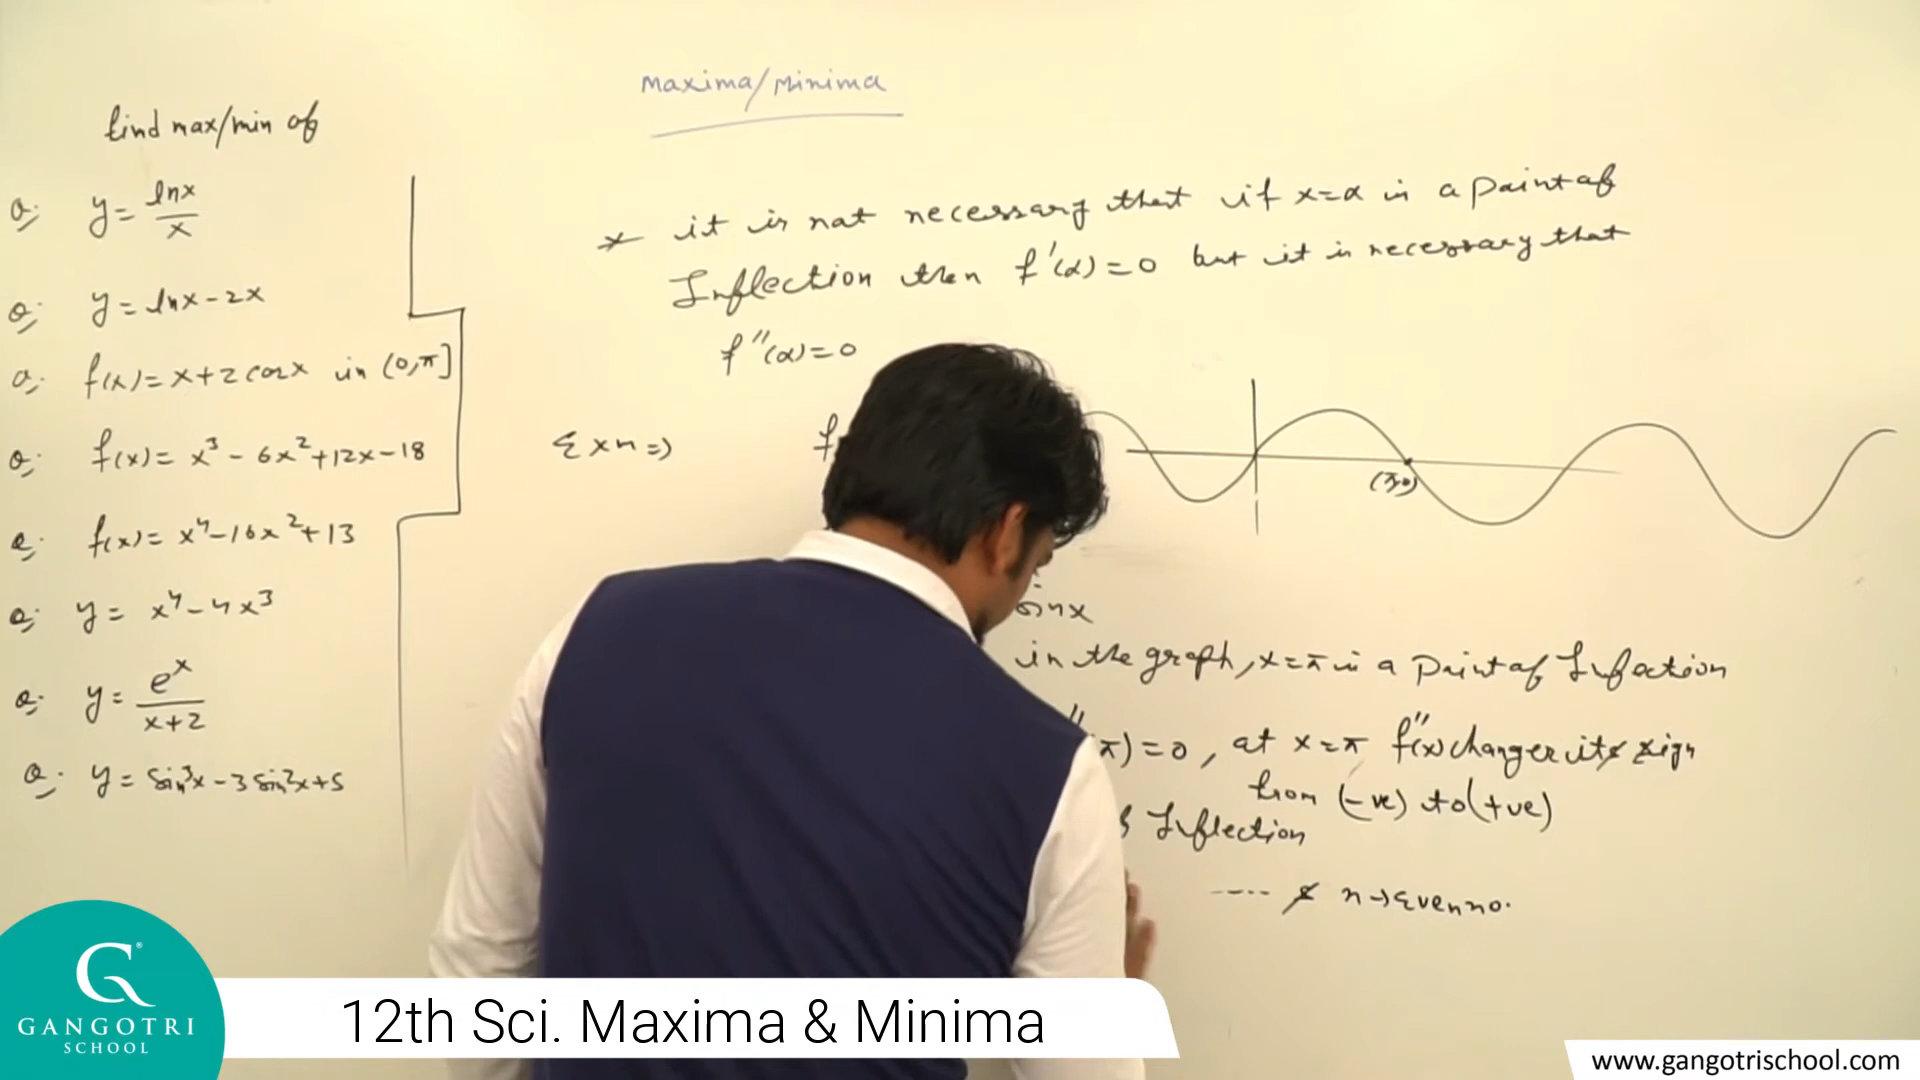 Maxima/Minima
find max/min of
Q: y = lnx/x
Q: y = lnx-2x
Q: f(x) = x+2cosx in (0,π]
Q: f(x) = x³ - 6x²+12x-18
Q: f(x) = x⁴-16x²+13
Q: y = x⁴-4x³
Q: y = eˣ/x+2
Q: y = sin³x-3sin²x+5
* it is not necessary that if x=α is a point of
Inflection then f'(α)=0 but it is necessary that
f''(α)=0
Exn =>
(π,0)
sinx
in the graph, x=π is a point of Inflection
(π)=0, at x=π f''(x) changes its sign
from (-ve) to (+ve)
Inflection
---- & n→Even no.
GANGOTRI
SCHOOL
12th Sci. Maxima & Minima
www.gangotrischool.com